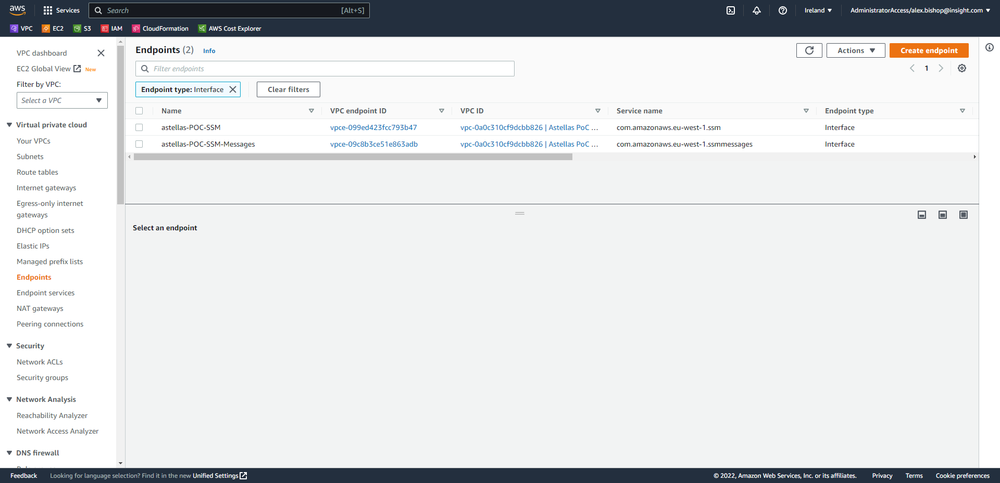 aws
Services
Search
[Alt+S]
Ireland
AdministratorAccess/alex.bishop@insight.com
VPC
EC2
S3
IAM
CloudFormation
AWS Cost Explorer
VPC dashboard
EC2 Global View New
Filter by VPC:
Select a VPC
Virtual private cloud
Your VPCs
Subnets
Route tables
Internet gateways
Egress-only internet
gateways
DHCP option sets
Elastic IPs
Managed prefix lists
Endpoints
Endpoint services
NAT gateways
Peering connections
Security
Network ACLs
Security groups
Network Analysis
Reachability Analyzer
Network Access Analyzer
DNS firewall
Endpoints (2) Info
Actions
Create endpoint
Filter endpoints
1
Endpoint type: Interface
Clear filters
Name VPC endpoint ID VPC ID Service name Endpoint type
astellas-POC-SSM vpce-099ed423fcc793b47 vpc-0a0c310cf9dcbb826 | Astellas PoC ... com.amazonaws.eu-west-1.ssm Interface
astellas-POC-SSM-Messages vpce-09c8b3ce51e863adb vpc-0a0c310cf9dcbb826 | Astellas PoC ... com.amazonaws.eu-west-1.ssmmessages Interface
Select an endpoint
Feedback
Looking for language selection? Find it in the new Unified Settings
© 2022, Amazon Web Services, Inc. or its affiliates.
Privacy
Terms
Cookie preferences